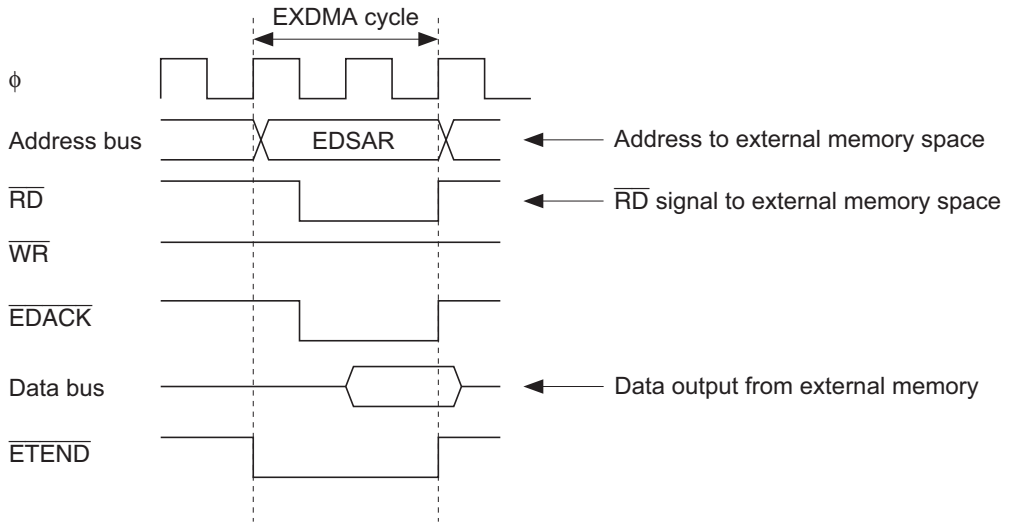 EXDMA cycle
ϕ
Address bus
EDSAR
Address to external memory space
RD
RD signal to external memory space
WR
EDACK
Data bus
Data output from external memory
ETEND